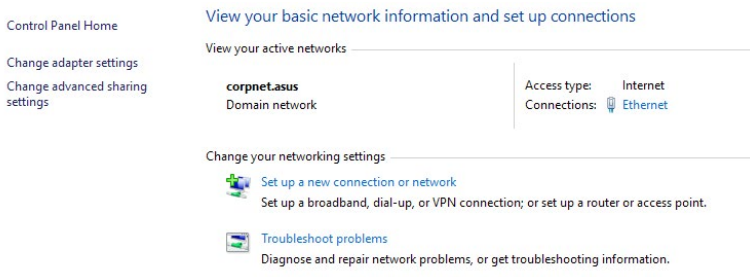 Control Panel Home
Change adapter settings
Change advanced sharing
settings
View your basic network information and set up connections
View your active networks
corpnet.asus
Domain network
Access type: Internet
Connections: Ethernet
Change your networking settings
Set up a new connection or network
Set up a broadband, dial-up, or VPN connection; or set up a router or access point.
Troubleshoot problems
Diagnose and repair network problems, or get troubleshooting information.